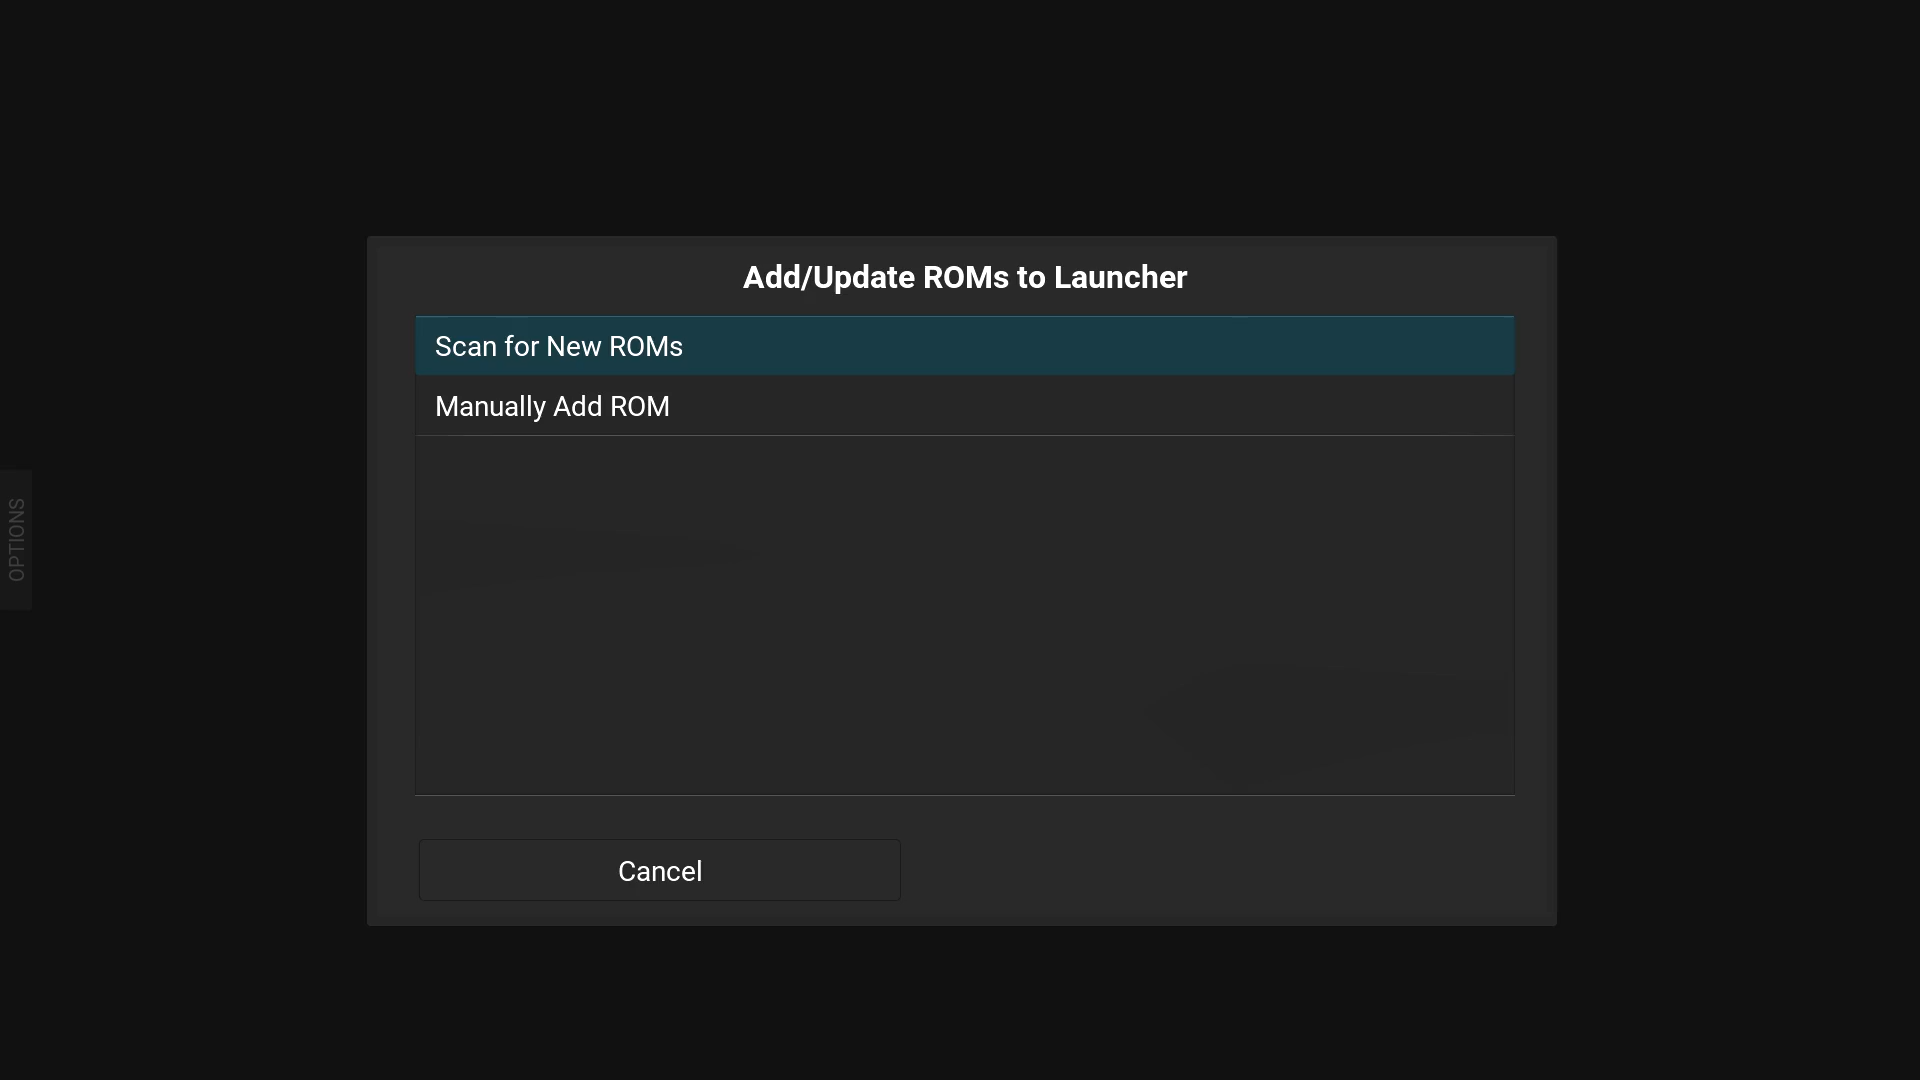 Add/Update ROMs to Launcher
Scan for New ROMs
Manually Add ROM
OPTIONS
Cancel